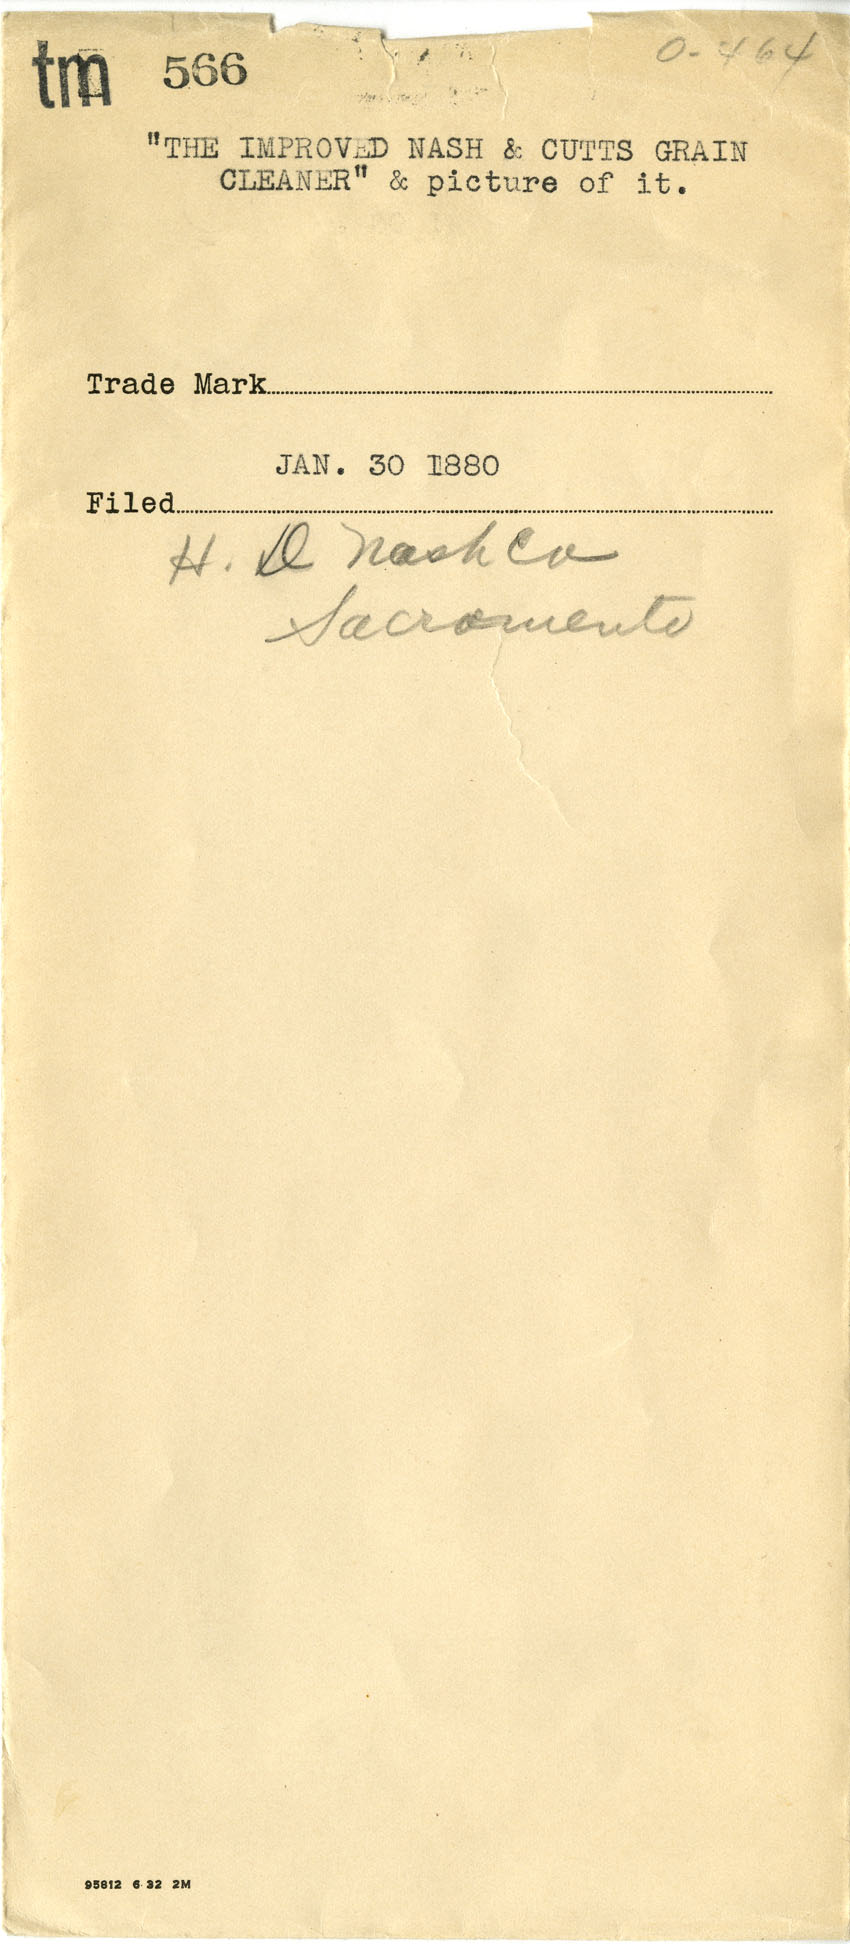 tm 566
0-464
"THE IMPROVED NASH & CUTTS GRAIN
CLEANER" & picture of it.
Trade Mark
JAN. 30 1880
Filed
H. D Nash Co
Sacramento
95812 6-32 2M